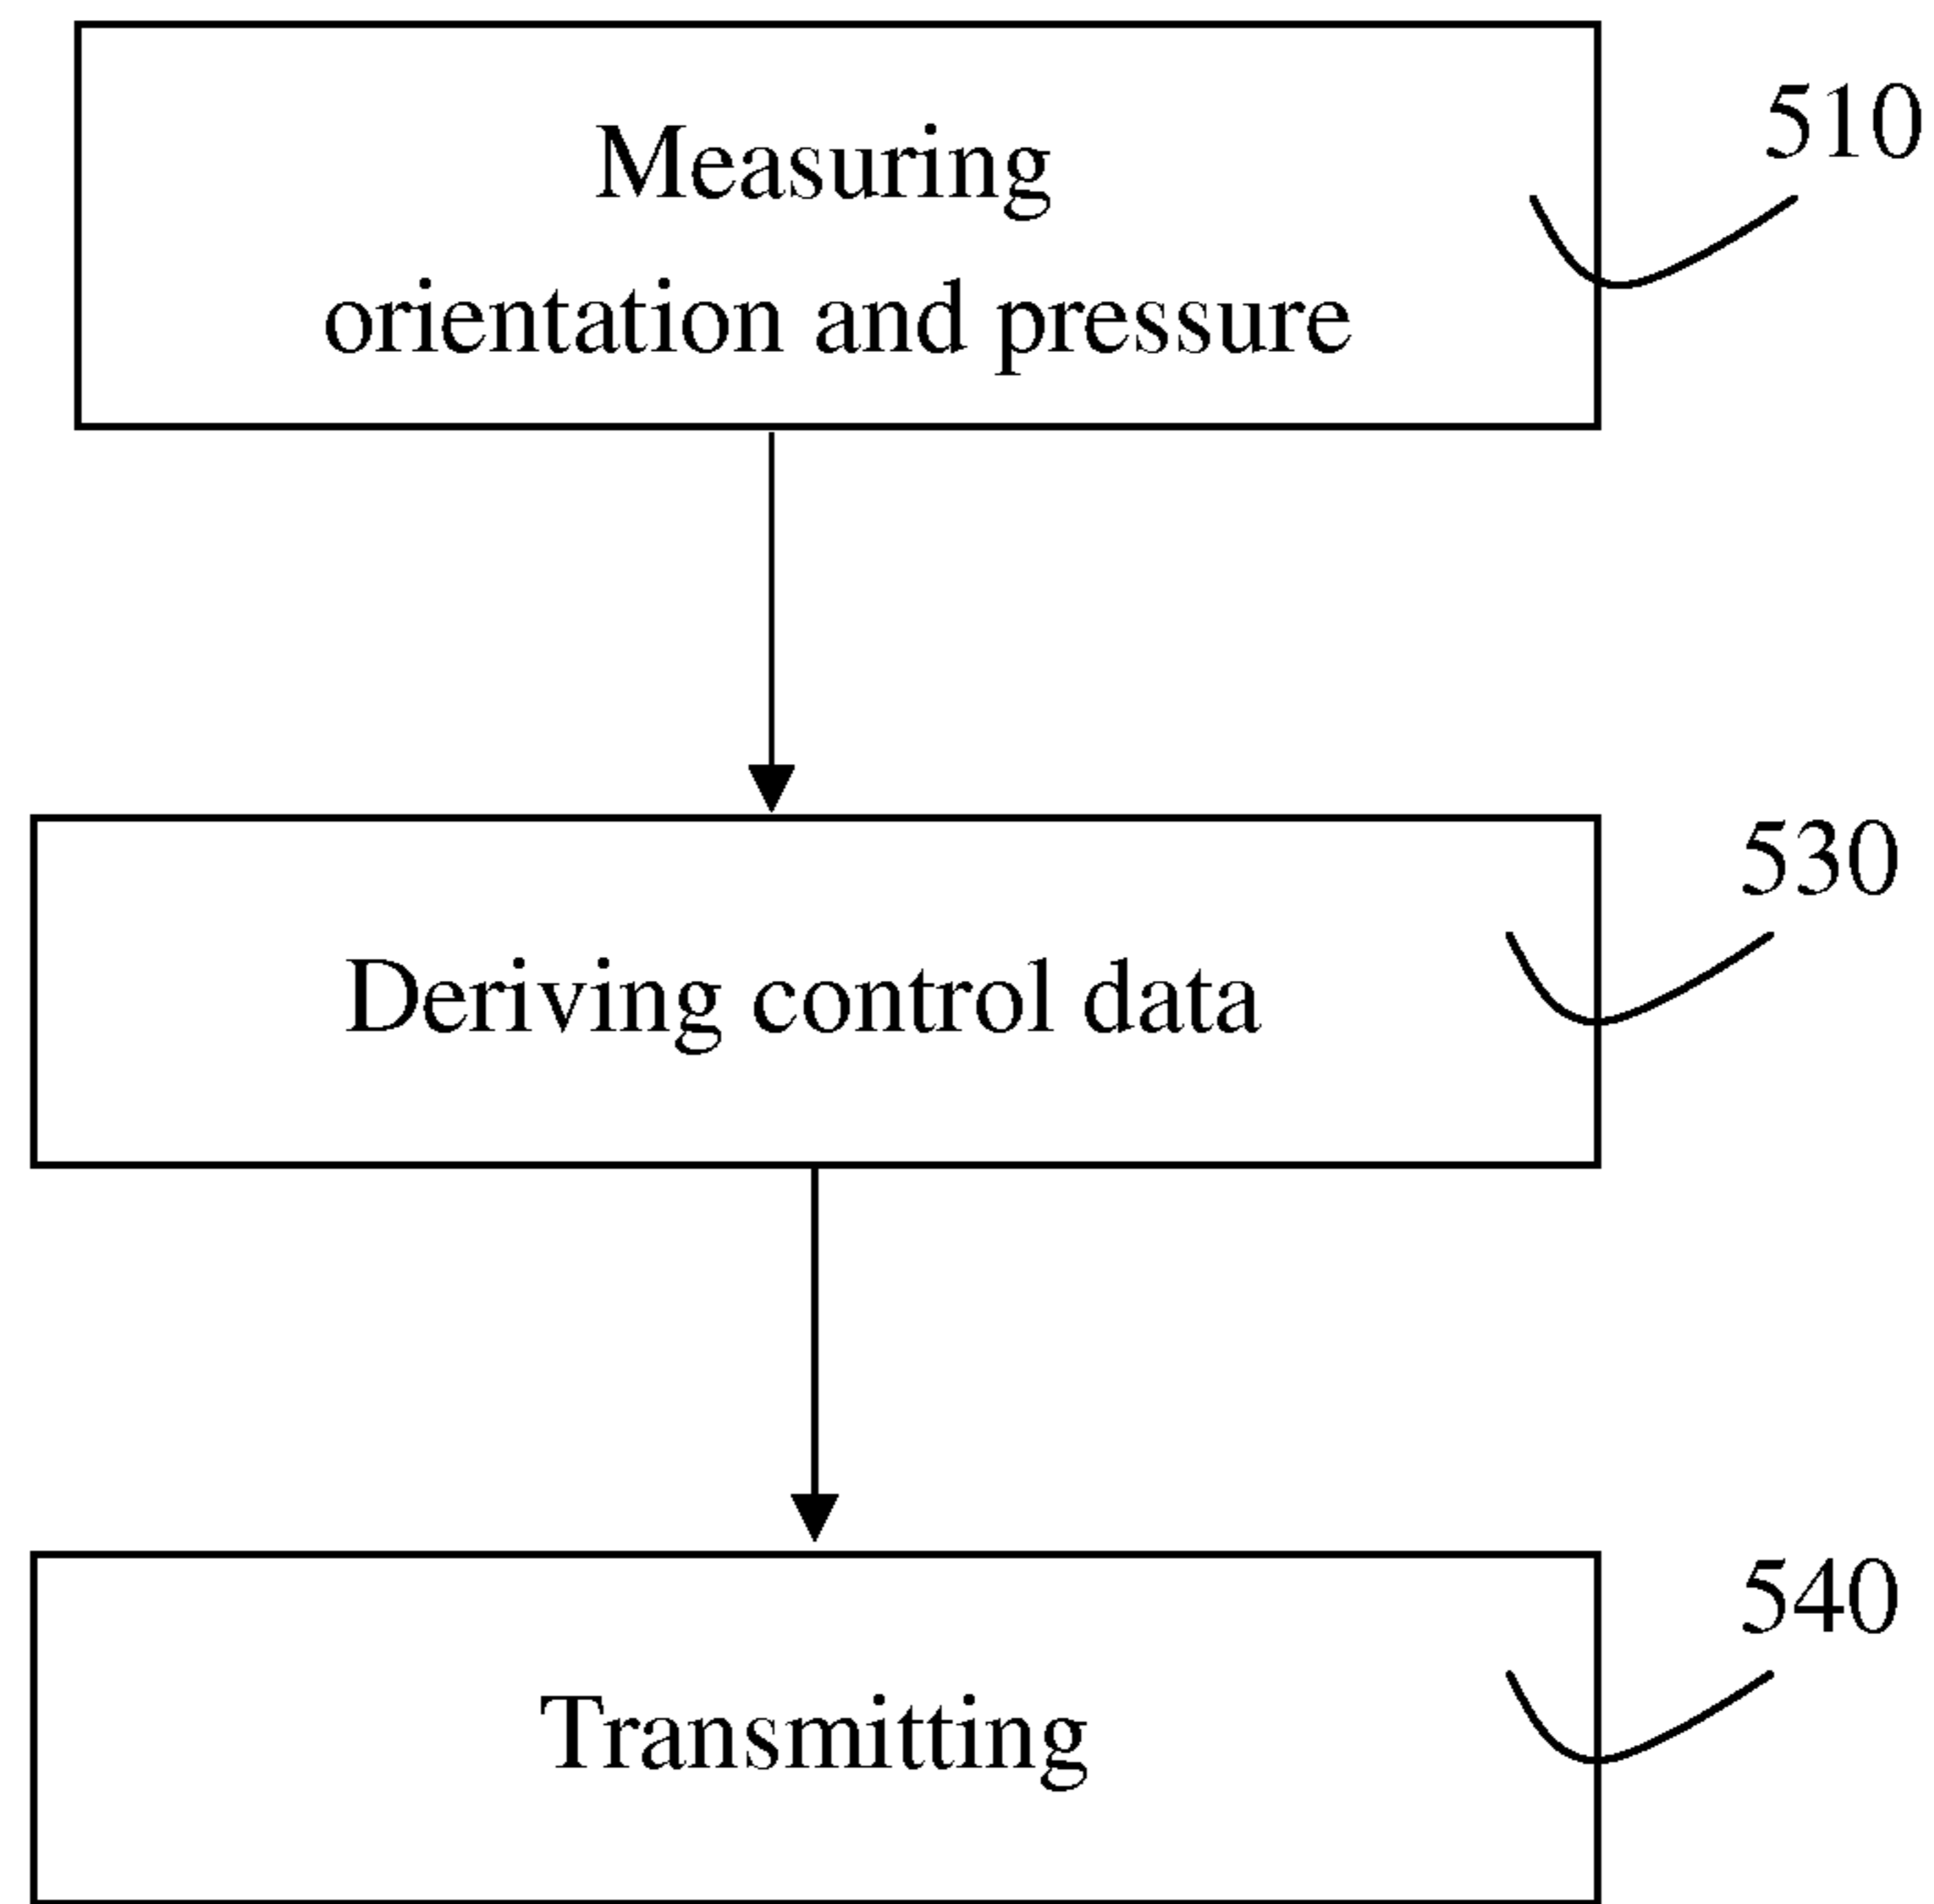 Measuring
orientation and pressure
510
Deriving control data
530
Transmitting
540